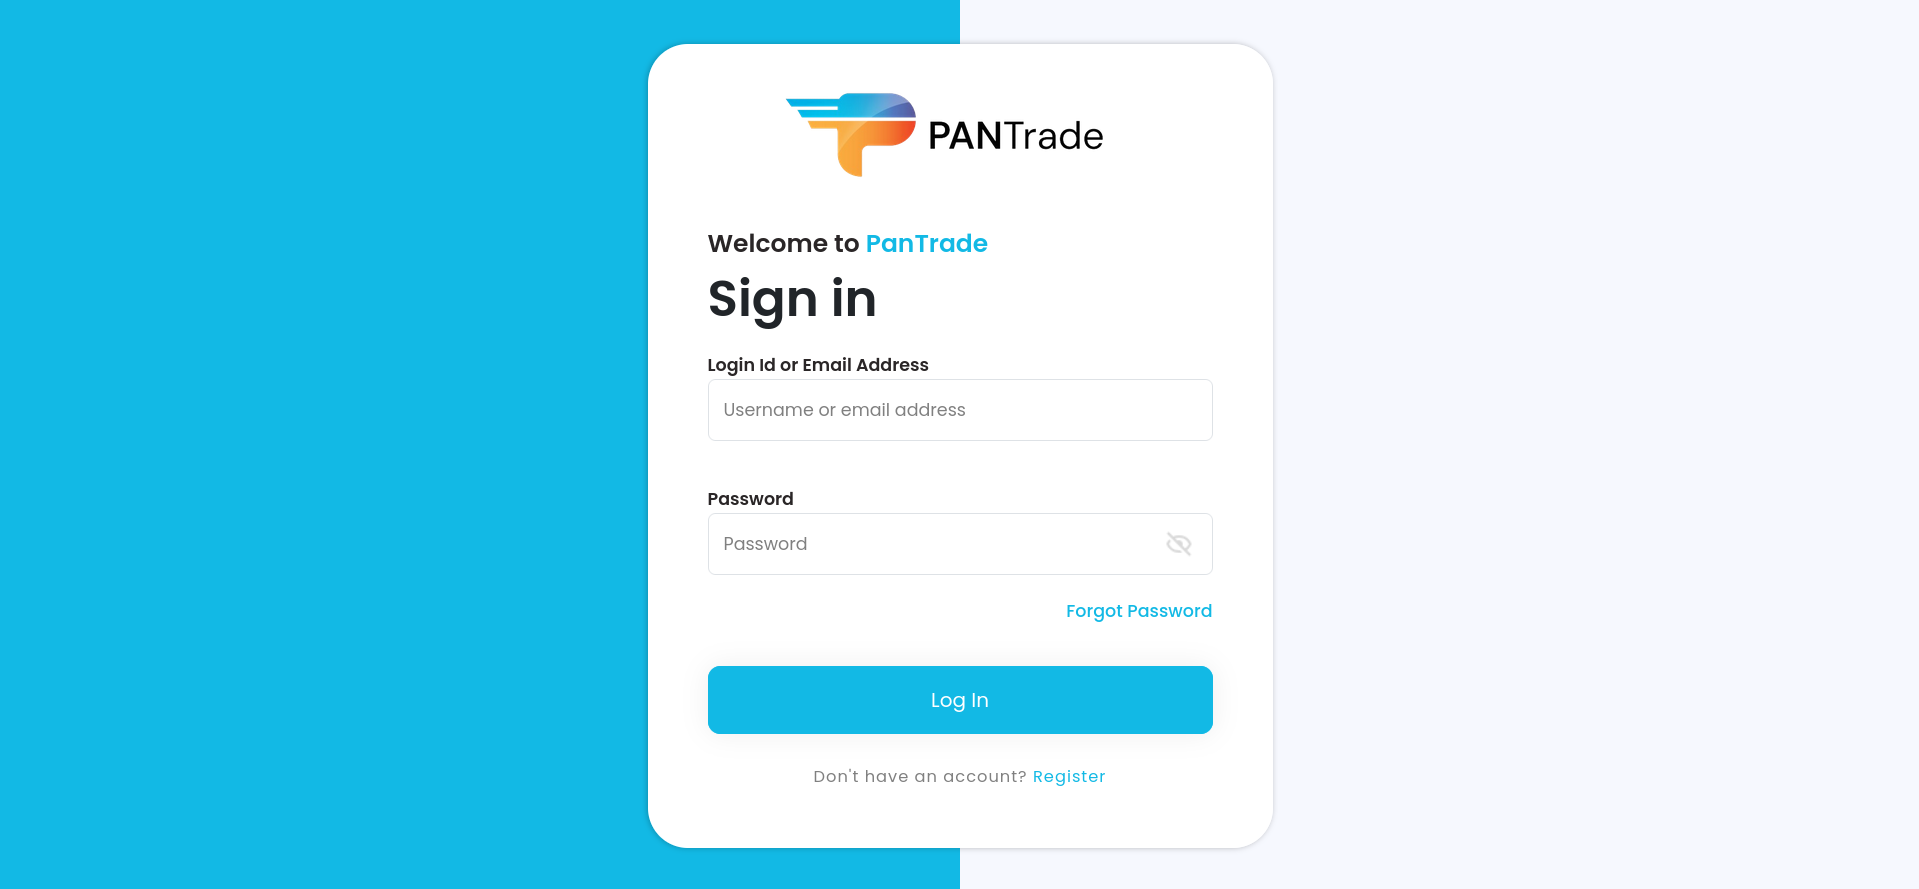 PANTrade
Welcome to PanTrade
Sign in
Login Id or Email Address
Username or email address
Password
Password
Forgot Password
Log In
Don't have an account? Register